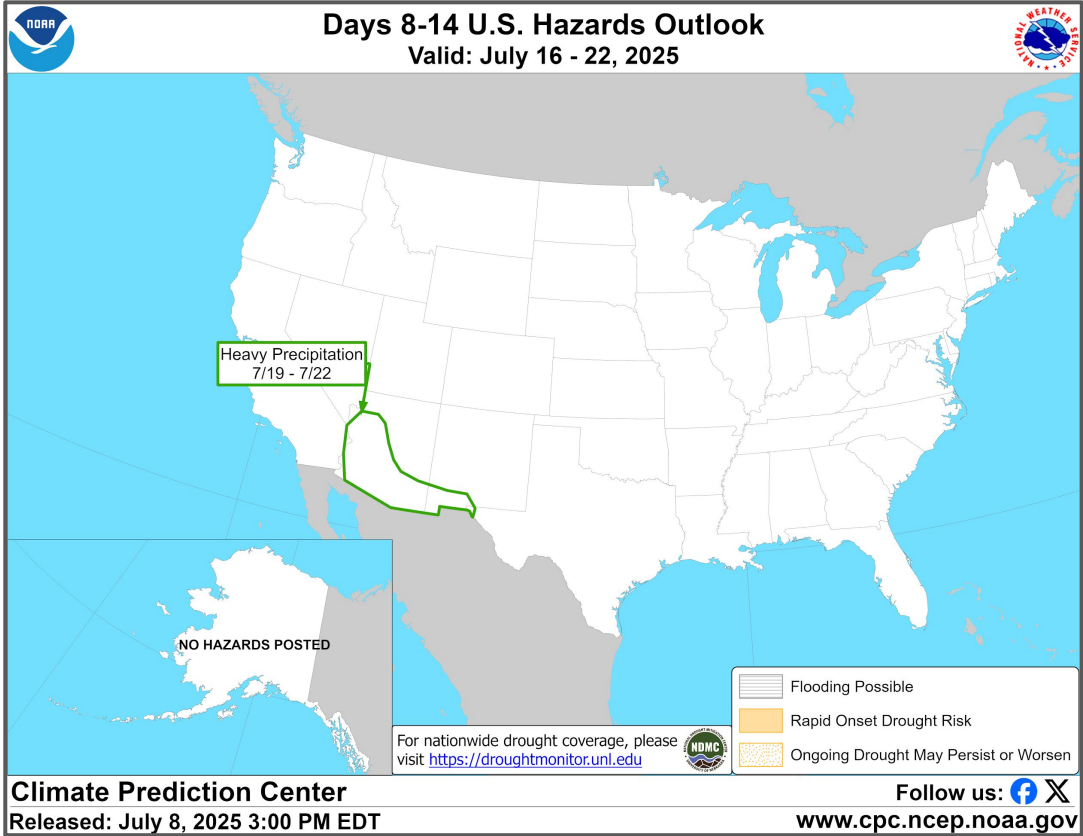 NOAA
Days 8-14 U.S. Hazards Outlook
Valid: July 16 - 22, 2025
NATIONAL WEATHER SERVICE
Heavy Precipitation
7/19 - 7/22
NO HAZARDS POSTED
For nationwide drought coverage, please
visit https://droughtmonitor.unl.edu
NDMC
Flooding Possible
Rapid Onset Drought Risk
Ongoing Drought May Persist or Worsen
Climate Prediction Center
Follow us:
Released: July 8, 2025 3:00 PM EDT
www.cpc.ncep.noaa.gov